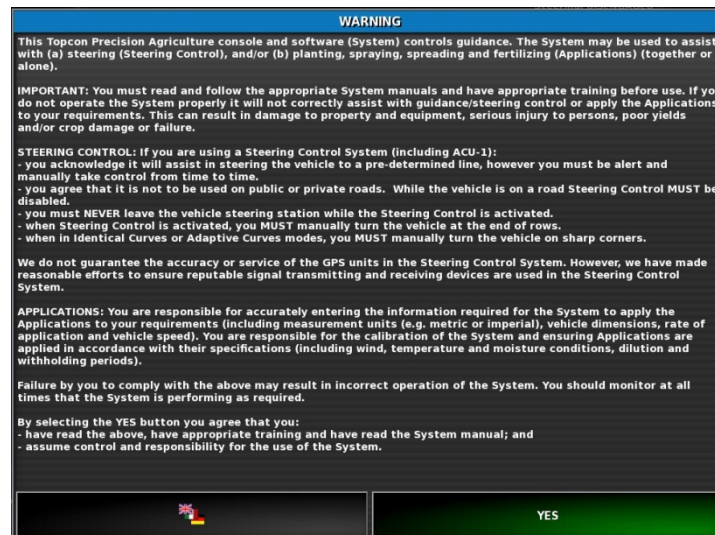 WARNING
This Topcon Precision Agriculture console and software (System) controls guidance. The System may be used to assist
with (a) steering (Steering Control), and/or (b) planting, spraying, spreading and fertilizing (Applications) (together or
alone).
IMPORTANT: You must read and follow the appropriate System manuals and have appropriate training before use. If yo
do not operate the System properly it will not correctly assist with guidance/steering control or apply the Applications
to your requirements. This can result in damage to property and equipment, serious injury to persons, poor yields
and/or crop damage or failure.
STEERING CONTROL: If you are using a Steering Control System (including ACU-1):
- you acknowledge it will assist in steering the vehicle to a pre-determined line, however you must be alert and
manually take control from time to time.
- you agree that it is not to be used on public or private roads.  While the vehicle is on a road Steering Control MUST be
disabled.
- you must NEVER leave the vehicle steering station while the Steering Control is activated.
- when Steering Control is activated, you MUST manually turn the vehicle at the end of rows.
- when in Identical Curves or Adaptive Curves modes, you MUST manually turn the vehicle on sharp corners.
We do not guarantee the accuracy or service of the GPS units in the Steering Control System. However, we have made
reasonable efforts to ensure reputable signal transmitting and receiving devices are used in the Steering Control
System.
APPLICATIONS: You are responsible for accurately entering the information required for the System to apply the
Applications to your requirements (including measurement units (e.g. metric or imperial), vehicle dimensions, rate of
application and vehicle speed). You are responsible for the calibration of the System and ensuring Applications are
applied in accordance with their specifications (including wind, temperature and moisture conditions, dilution and
withholding periods).
Failure by you to comply with the above may result in incorrect operation of the System. You should monitor at all
times that the System is performing as required.
By selecting the YES button you agree that you:
- have read the above, have appropriate training and have read the System manual; and
- assume control and responsibility for the use of the System.
YES